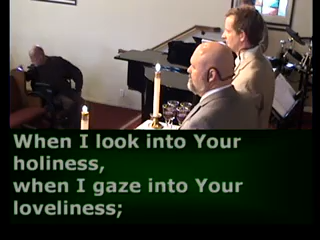 When I look into Your
holiness,
when I gaze into Your
loveliness;